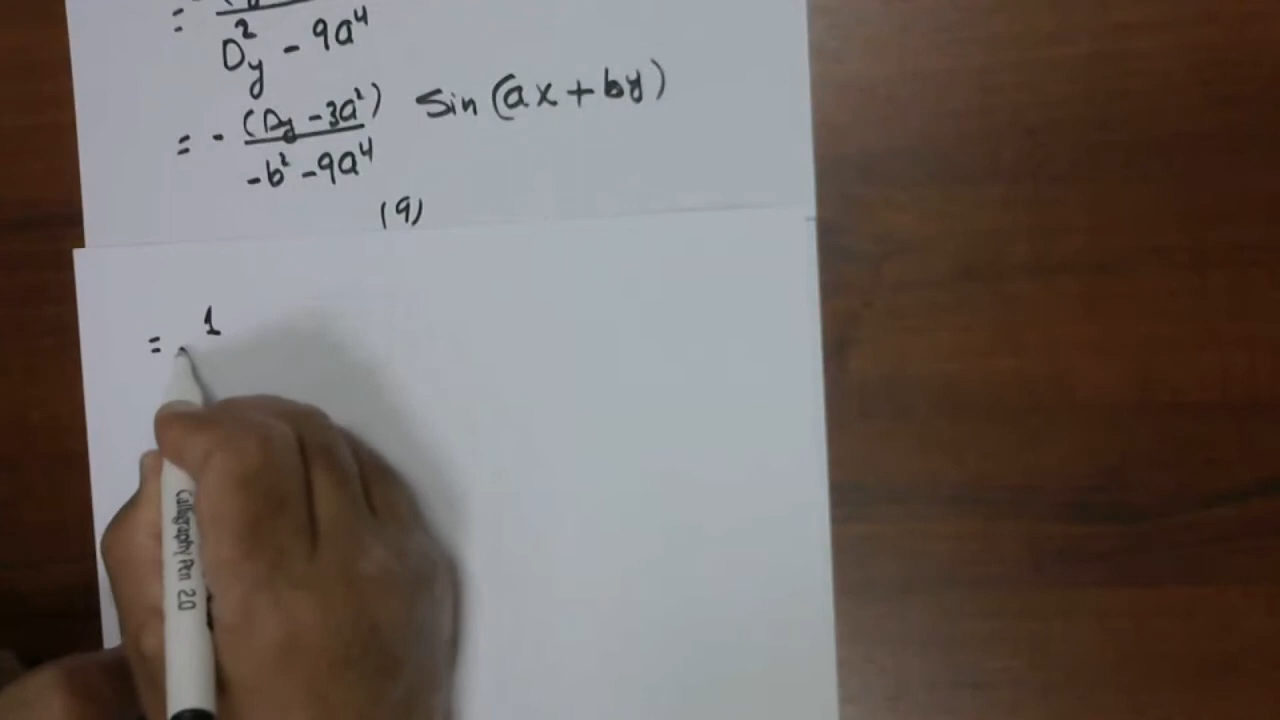 =
D_y^2 - 9a^4
= - (D_y - 3a^2) / (-b^2 - 9a^4) Sin (ax + by)
(9)
= 1
Calligraphy Pen 2.0